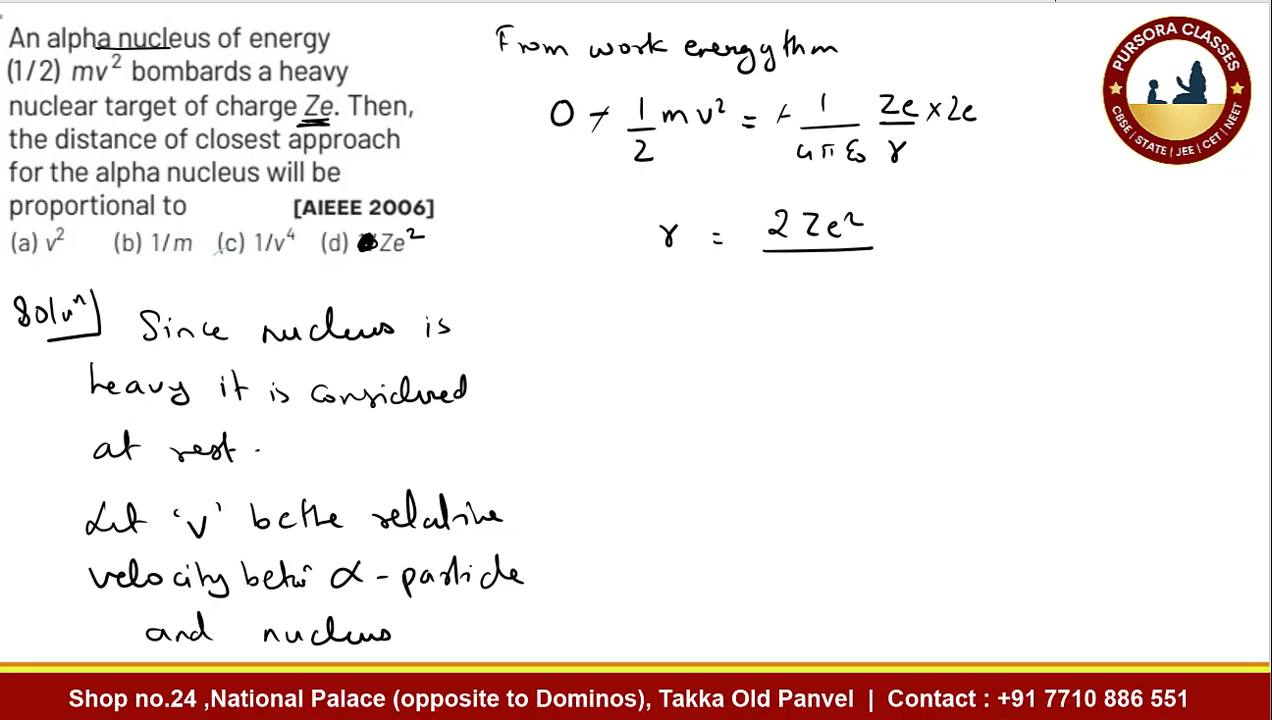 An alpha nucleus of energy
(1/2) mv² bombards a heavy
nuclear target of charge Ze. Then,
the distance of closest approach
for the alpha nucleus will be
proportional to [AIEEE 2006]
(a) v² (b) 1/m (c) 1/v⁴ (d) Ze²
Solvⁿ] Since nucleus is
heavy it is considered
at rest.
Let 'v' be the relative
velocity betwⁿ α - particle
and nucleus
From work energy thm
0 - 1/2 mv² = - 1/4πε₀ Ze/r × 2e
r = 2Ze²
PURSORA CLASSES
CBSE | STATE | JEE | CET | NEET
Shop no.24 ,National Palace (opposite to Dominos), Takka Old Panvel | Contact : +91 7710 886 551